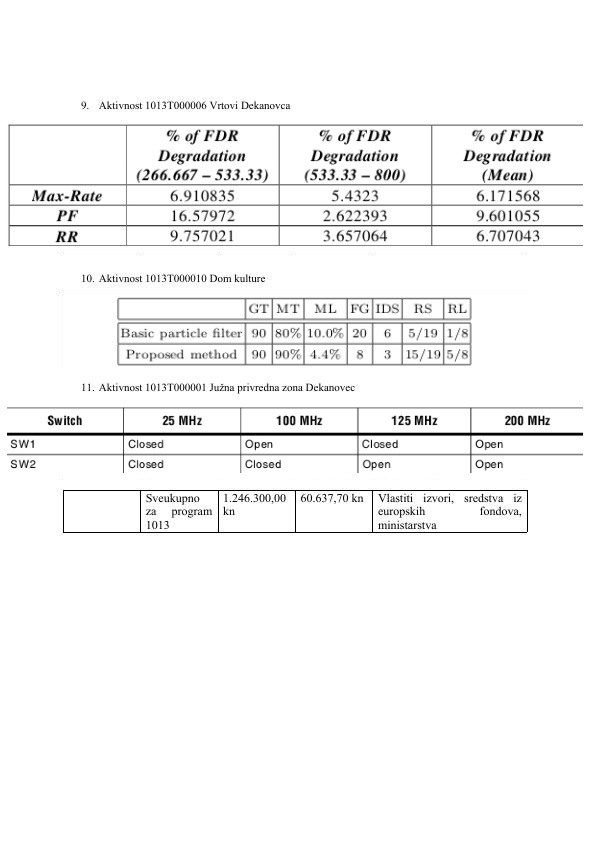 9. Aktivnost 1013T000006 Vrtovi Dekanovca
% of FDR Degradation (266.667 – 533.33) % of FDR Degradation (533.33 – 800) % of FDR Degradation (Mean)
Max-Rate 6.910835 5.4323 6.171568
PF 16.57972 2.622393 9.601055
RR 9.757021 3.657064 6.707043
10. Aktivnost 1013T000010 Dom kulture
GT MT ML FG IDS RS RL
Basic particle filter 90 80% 10.0% 20 6 5/19 1/8
Proposed method 90 90% 4.4% 8 3 15/19 5/8
11. Aktivnost 1013T000001 Južna privredna zona Dekanovec
Switch 25 MHz 100 MHz 125 MHz 200 MHz
SW1 Closed Open Closed Open
SW2 Closed Closed Open Open
Sveukupno za program 1013 1.246.300,00 kn 60.637,70 kn Vlastiti izvori, sredstva iz europskih fondova, ministarstva